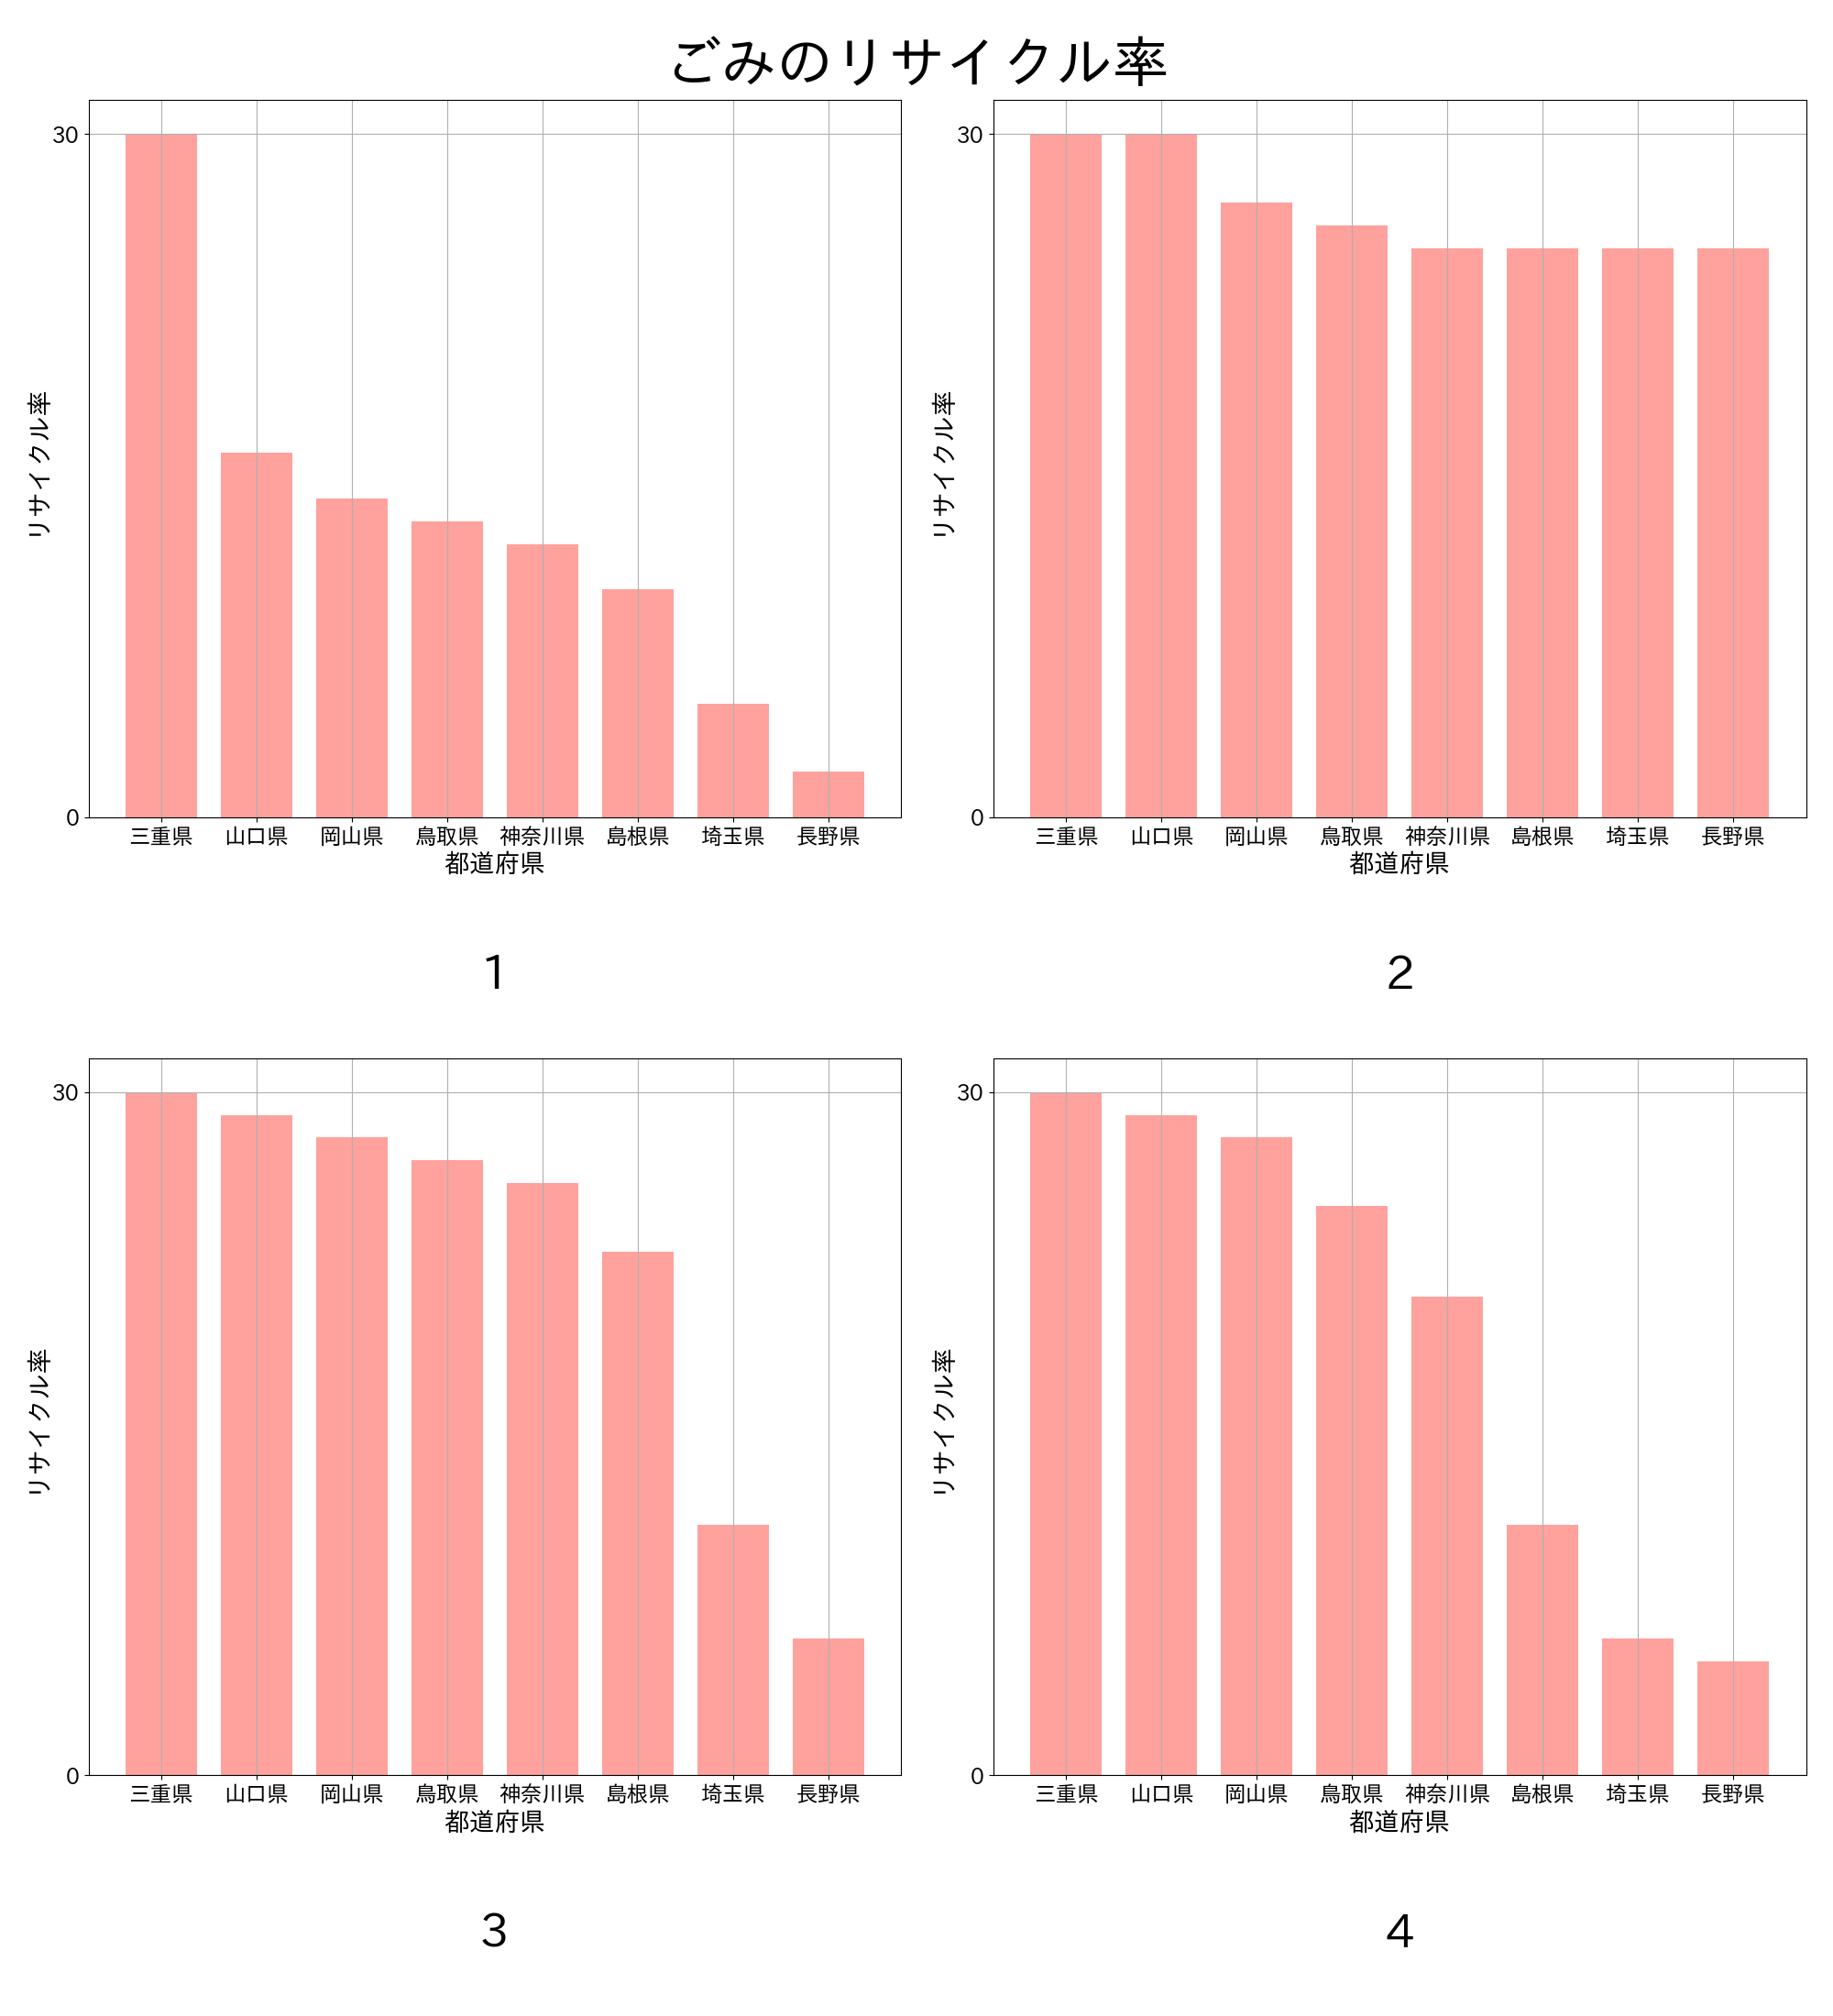 ごみのリサイクル率
30
0
リサイクル率
三重県 山口県 岡山県 鳥取県 神奈川県 島根県 埼玉県 長野県
都道府県
1
30
0
リサイクル率
三重県 山口県 岡山県 鳥取県 神奈川県 島根県 埼玉県 長野県
都道府県
2
30
0
リサイクル率
三重県 山口県 岡山県 鳥取県 神奈川県 島根県 埼玉県 長野県
都道府県
3
30
0
リサイクル率
三重県 山口県 岡山県 鳥取県 神奈川県 島根県 埼玉県 長野県
都道府県
4